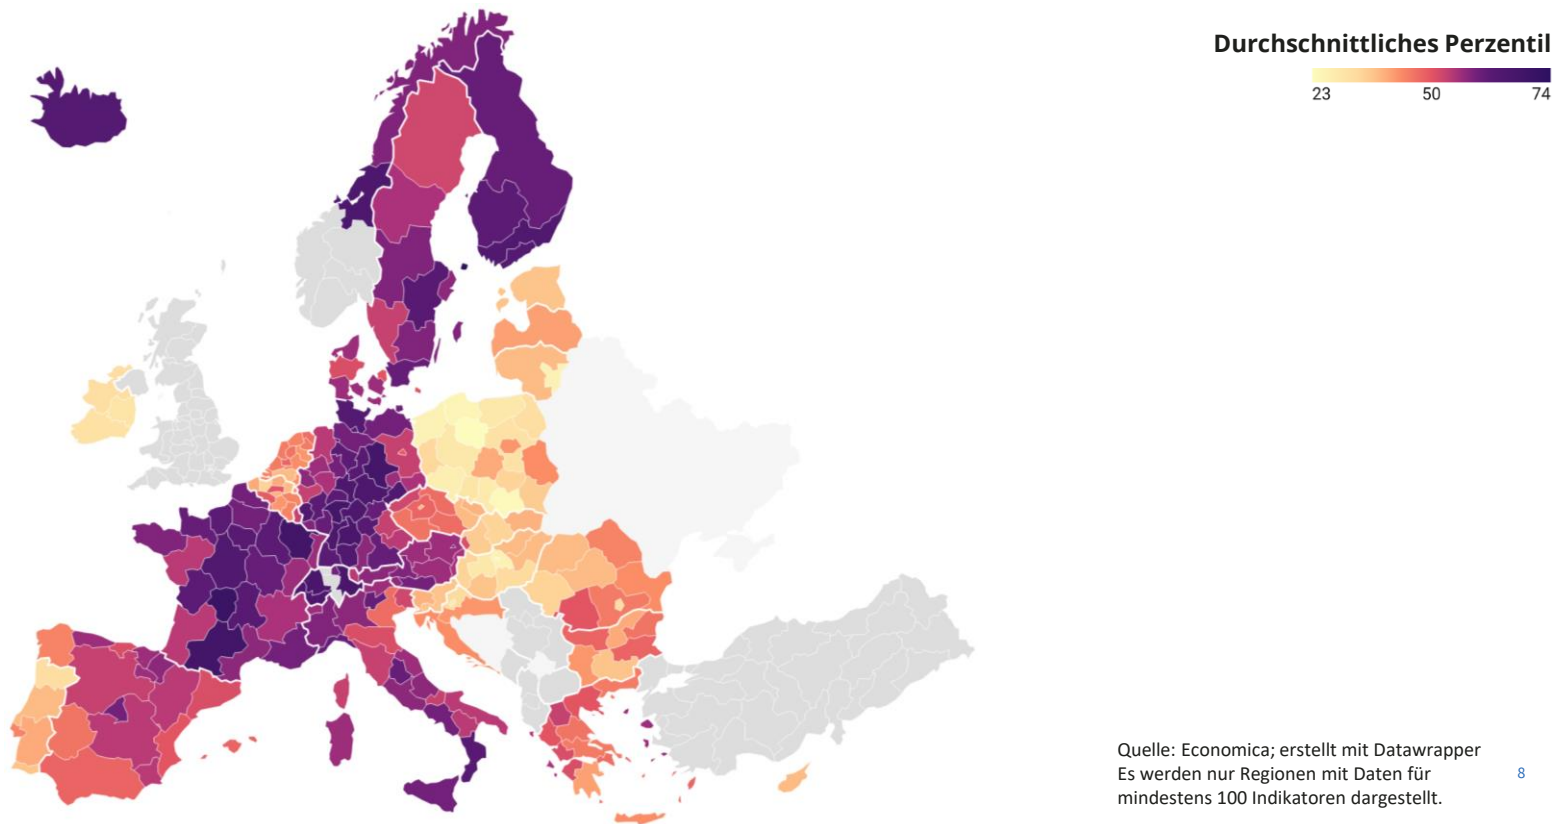 Durchschnittliches Perzentil
23 50 74
Quelle: Economica; erstellt mit Datawrapper
Es werden nur Regionen mit Daten für
mindestens 100 Indikatoren dargestellt.
8